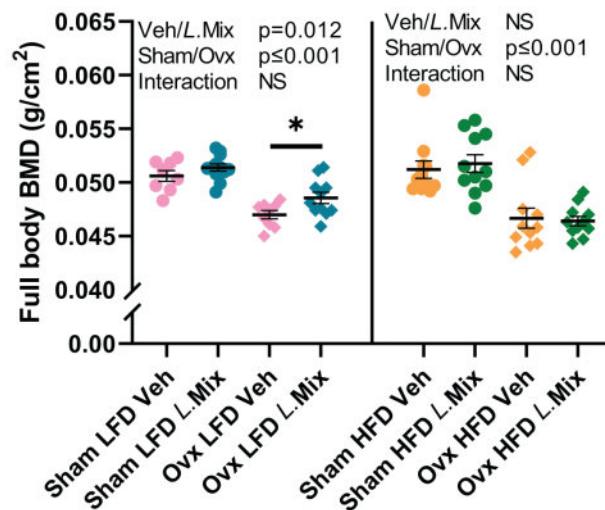 Full body BMD (g/cm²)
0.065
0.060
0.055
0.050
0.045
0.040
0.00
Veh/L.Mix p=0.012
Sham/Ovx p≤0.001
Interaction NS
*
Veh/L.Mix NS
Sham/Ovx p≤0.001
Interaction NS
Sham LFD Veh
Sham LFD L.Mix
Ovx LFD Veh
Ovx LFD L.Mix
Sham HFD Veh
Sham HFD L.Mix
Ovx HFD Veh
Ovx HFD L.Mix